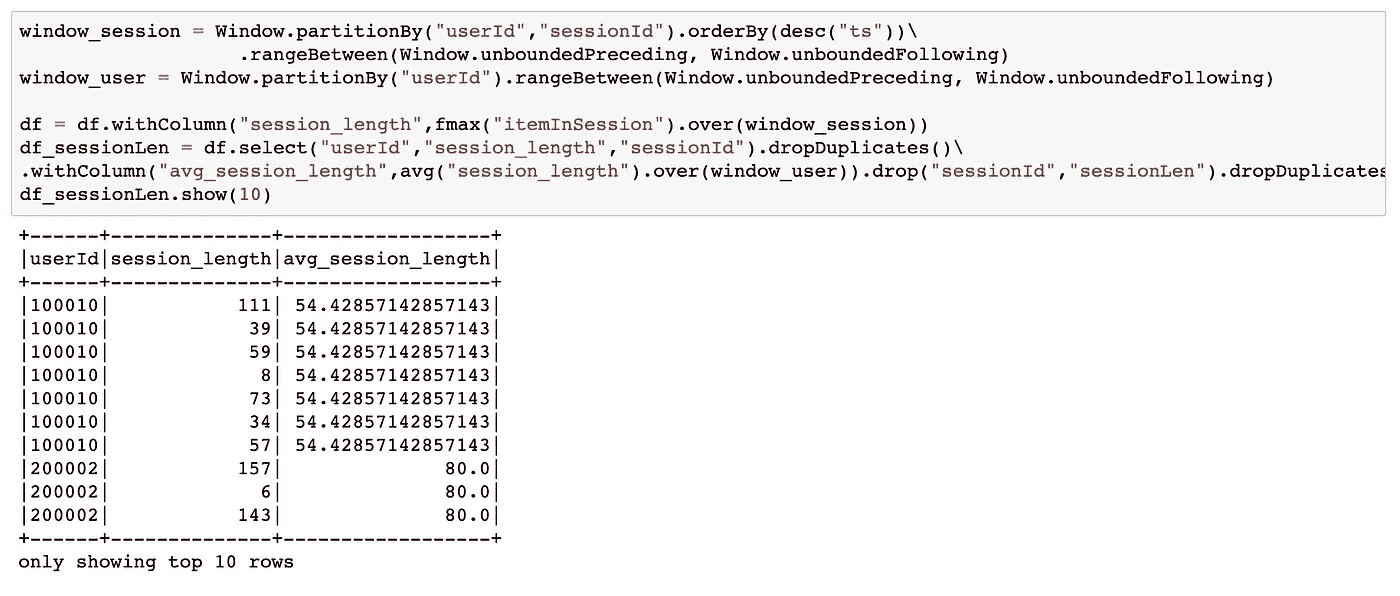 window_session = Window.partitionBy("userId","sessionId").orderBy(desc("ts"))\
                    .rangeBetween(Window.unboundedPreceding, Window.unboundedFollowing)
window_user = Window.partitionBy("userId").rangeBetween(Window.unboundedPreceding, Window.unboundedFollowing)

df = df.withColumn("session_length",fmax("itemInSession").over(window_session))
df_sessionLen = df.select("userId","session_length","sessionId").dropDuplicates()\
.withColumn("avg_session_length",avg("session_length").over(window_user)).drop("sessionId","sessionLen").dropDuplicates
df_sessionLen.show(10)
+------+--------------+------------------+
|userId|session_length|avg_session_length|
+------+--------------+------------------+
|100010|           111| 54.42857142857143|
|100010|            39| 54.42857142857143|
|100010|            59| 54.42857142857143|
|100010|             8| 54.42857142857143|
|100010|            73| 54.42857142857143|
|100010|            34| 54.42857142857143|
|100010|            57| 54.42857142857143|
|200002|           157|              80.0|
|200002|             6|              80.0|
|200002|           143|              80.0|
+------+--------------+------------------+
only showing top 10 rows